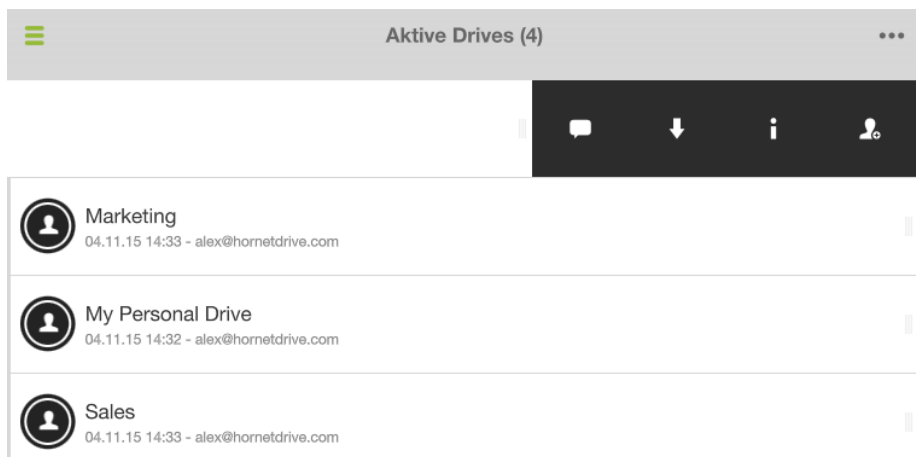 Aktive Drives (4)
Marketing
04.11.15 14:33 - alex@hornetdrive.com
My Personal Drive
04.11.15 14:32 - alex@hornetdrive.com
Sales
04.11.15 14:33 - alex@hornetdrive.com